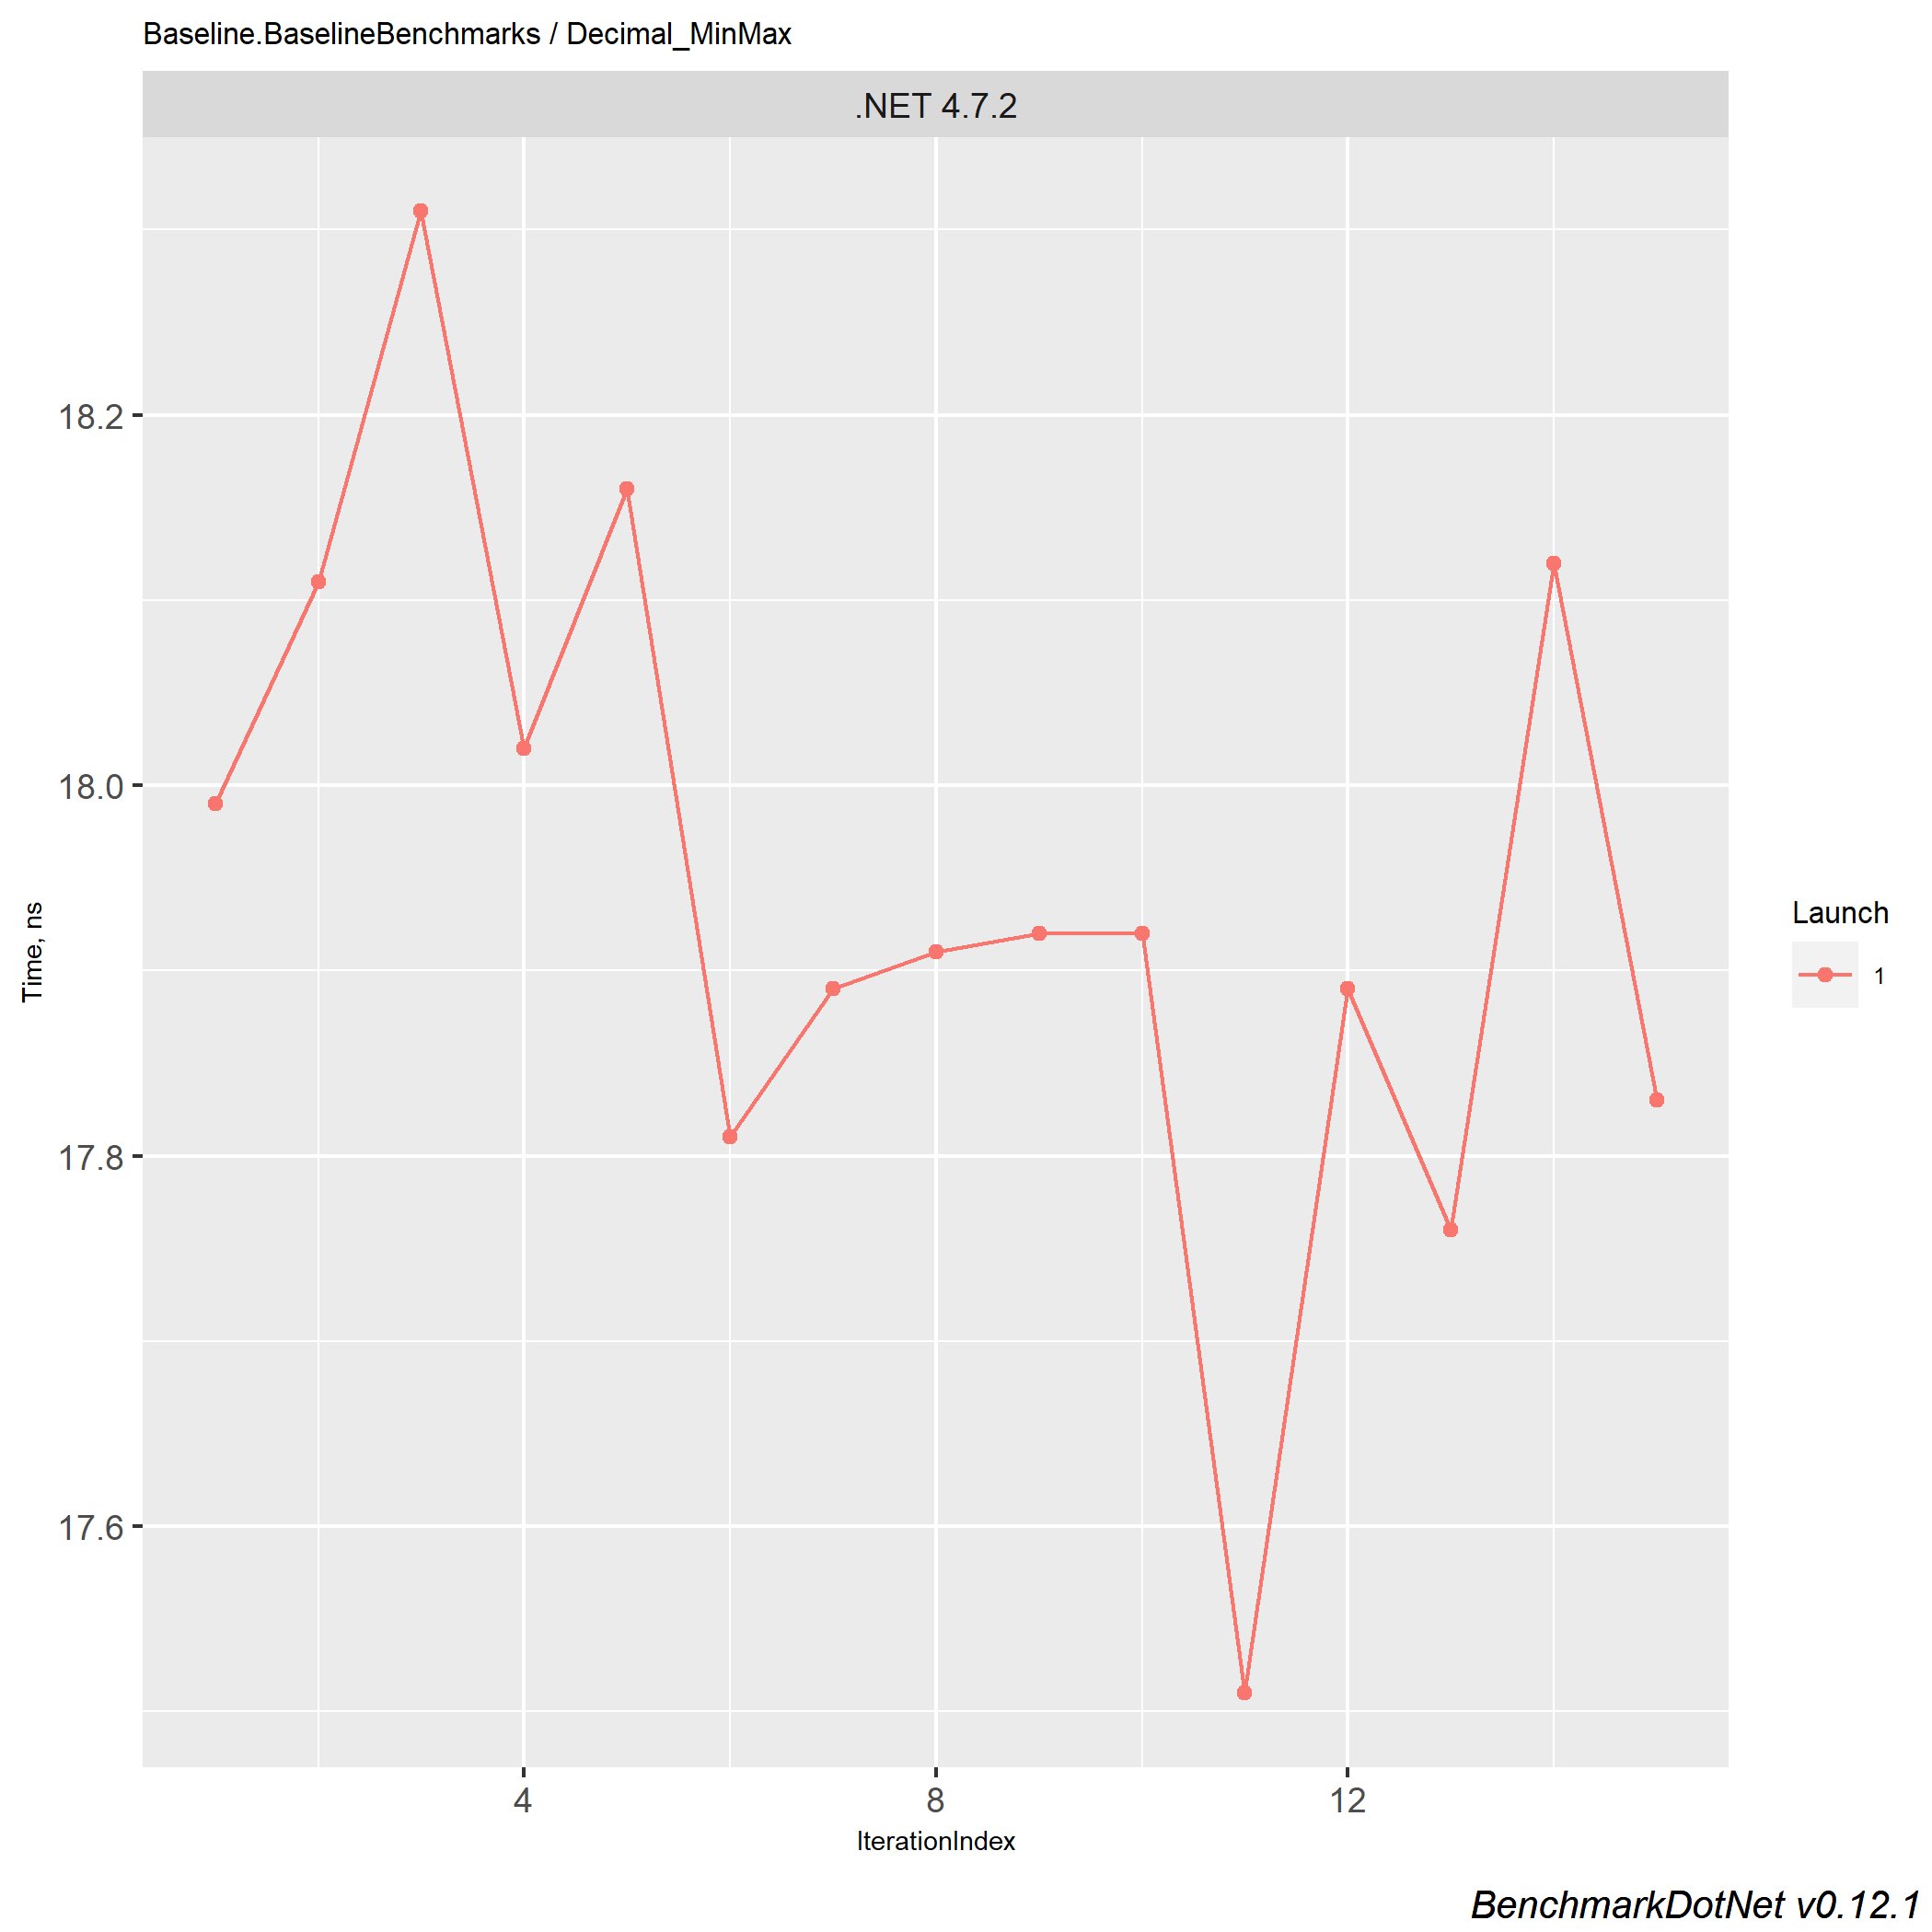 Baseline.BaselineBenchmarks / Decimal_MinMax
.NET 4.7.2
18.2
18.0
17.8
17.6
Time, ns
4
8
12
IterationIndex
Launch
1
BenchmarkDotNet v0.12.1